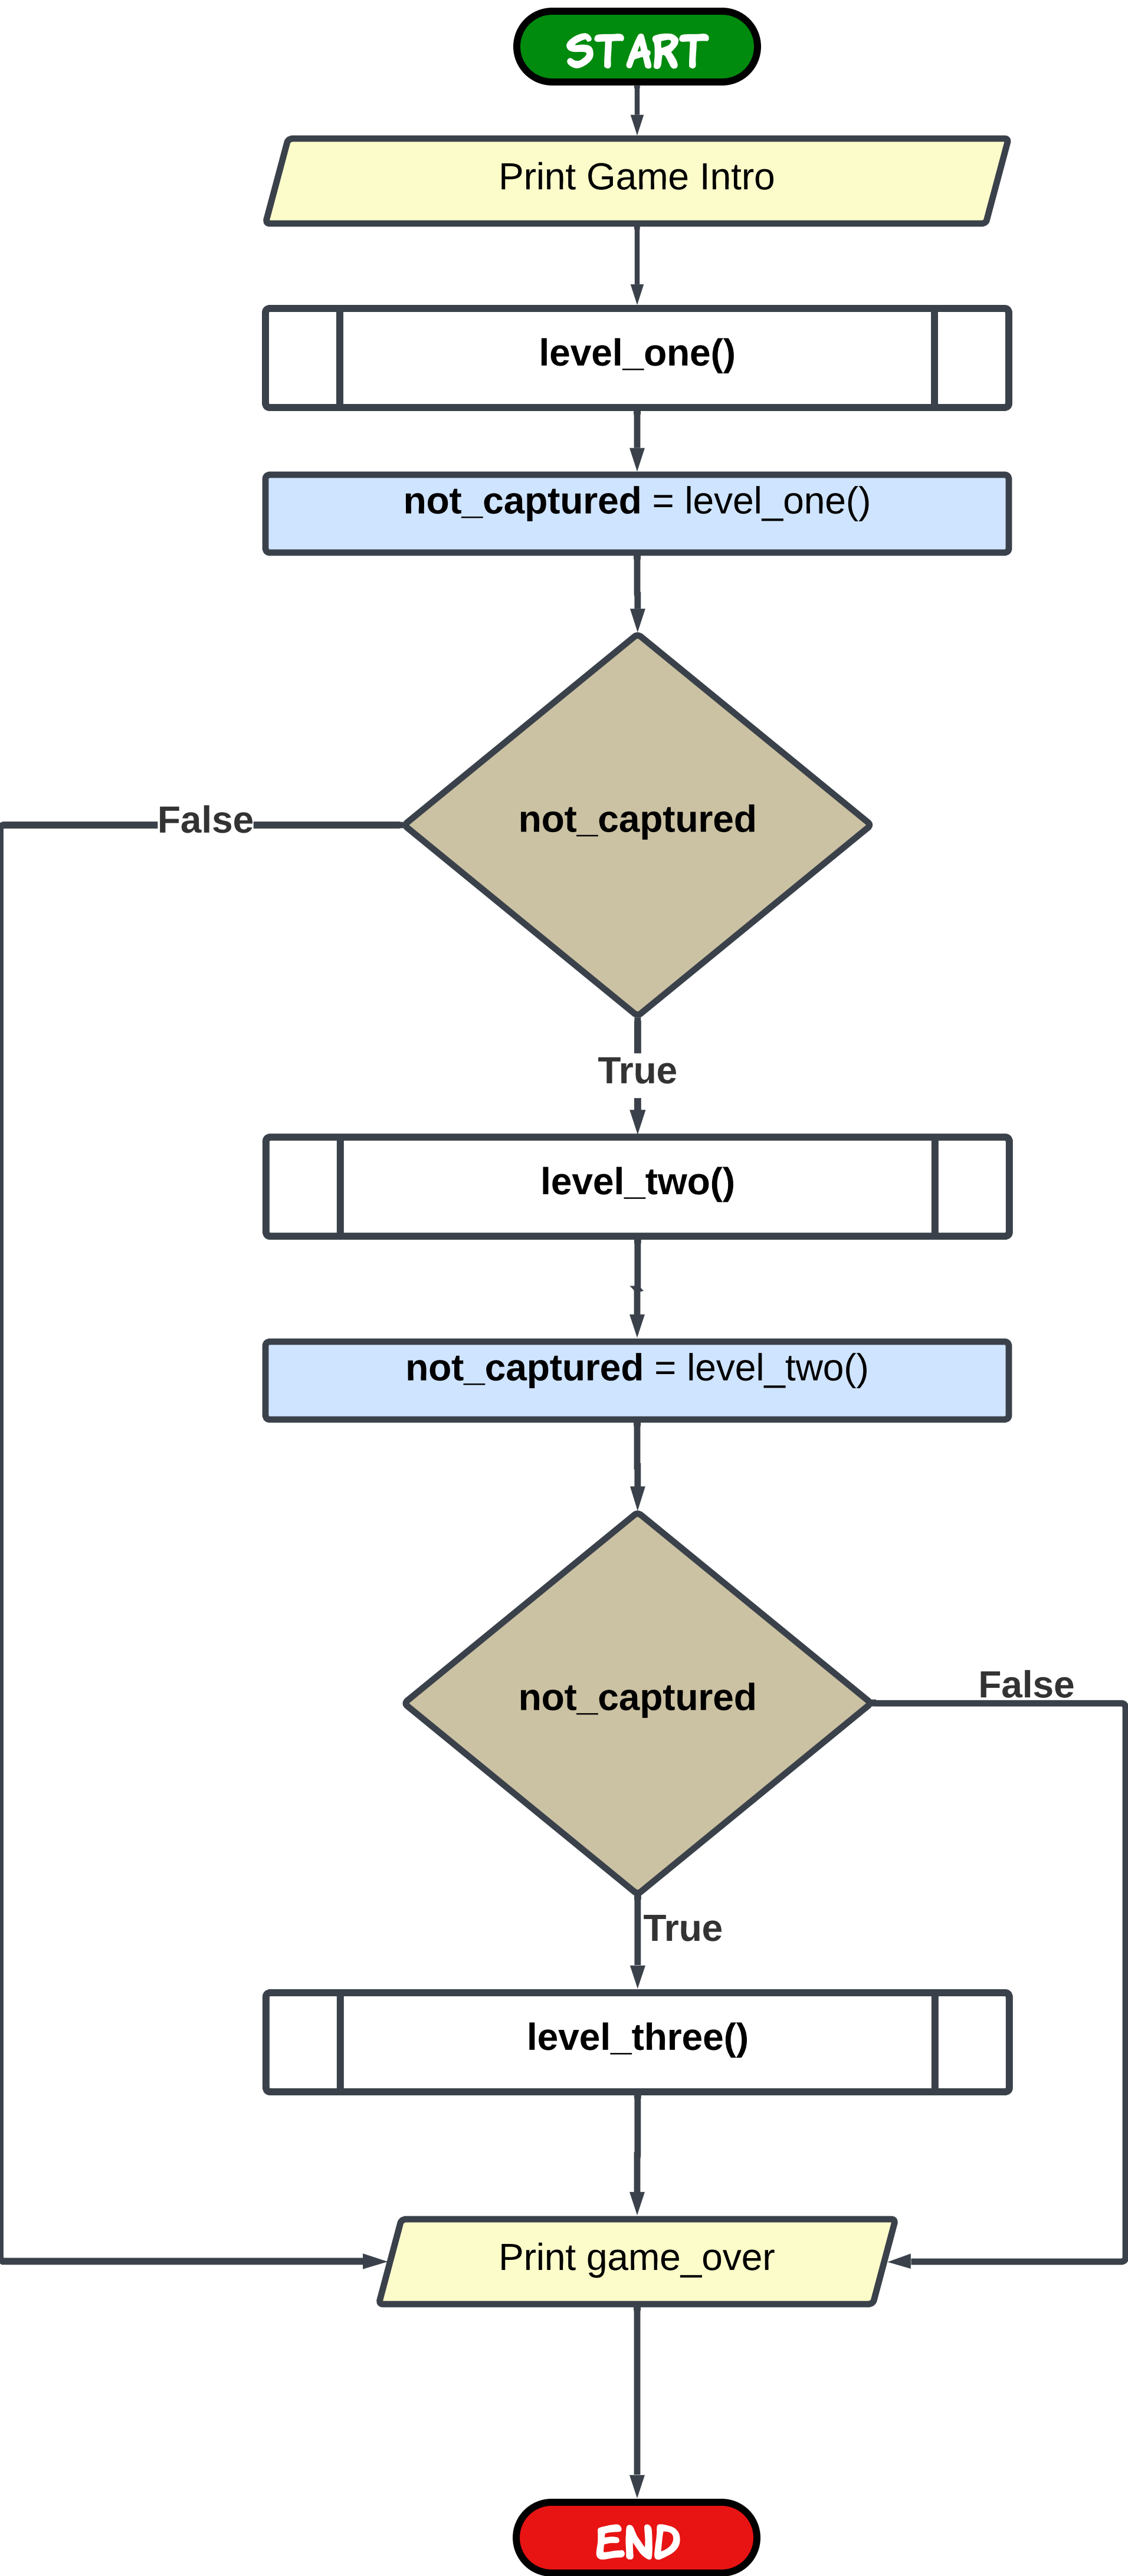 START
Print Game Intro
level_one()
not_captured = level_one()
not_captured
False
True
level_two()
not_captured = level_two()
not_captured
False
True
level_three()
Print game_over
END